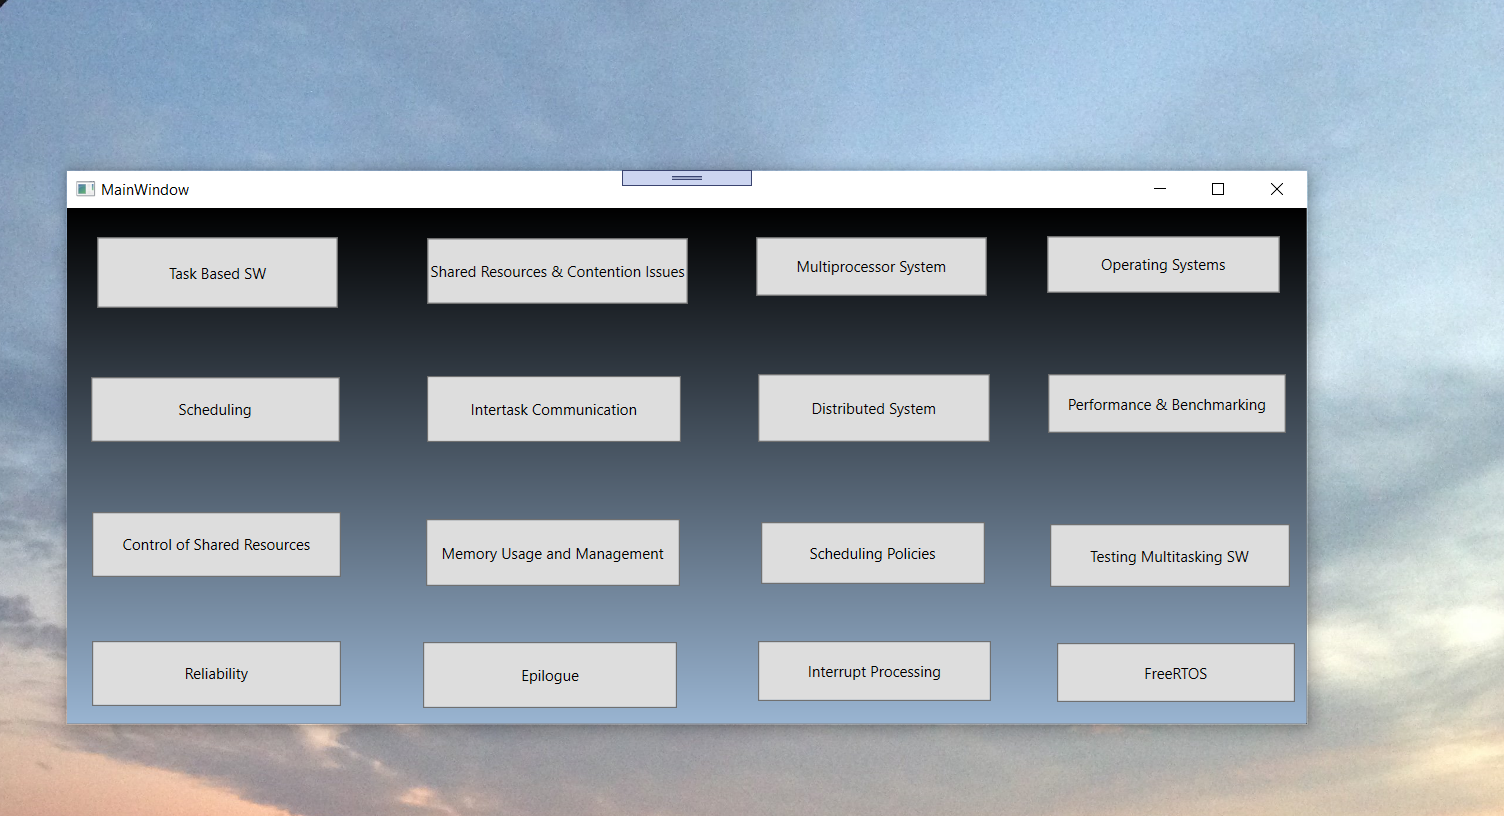 MainWindow
Task Based SW
Shared Resources & Contention Issues
Multiprocessor System
Operating Systems
Scheduling
Intertask Communication
Distributed System
Performance & Benchmarking
Control of Shared Resources
Memory Usage and Management
Scheduling Policies
Testing Multitasking SW
Reliability
Epilogue
Interrupt Processing
FreeRTOS